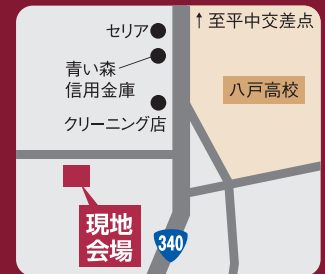 ↑至平中交差点
セリア
青い森
信用金庫
八戸高校
クリーニング店
現地
会場
340